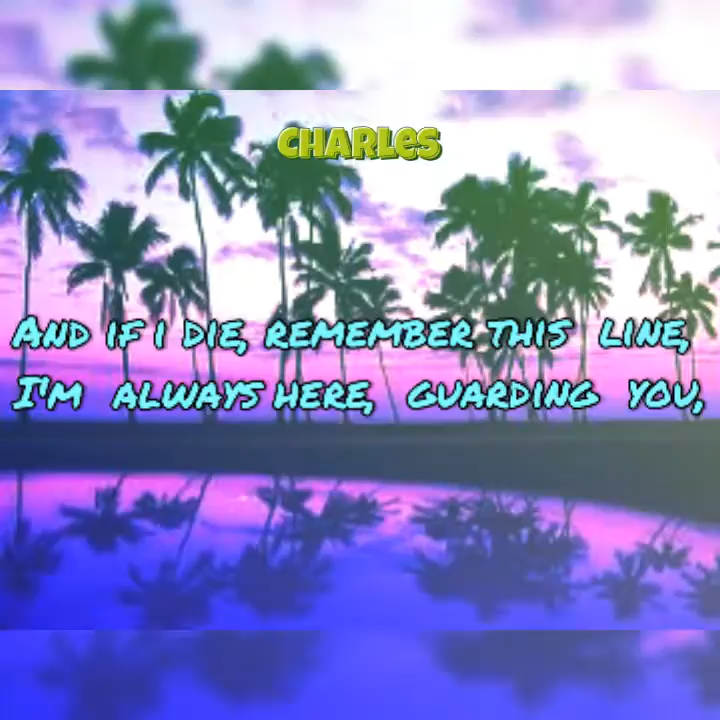 CHARLES
AND IF I DIE, REMEMBER THIS LINE,
I'M ALWAYS HERE, GUARDING YOU,